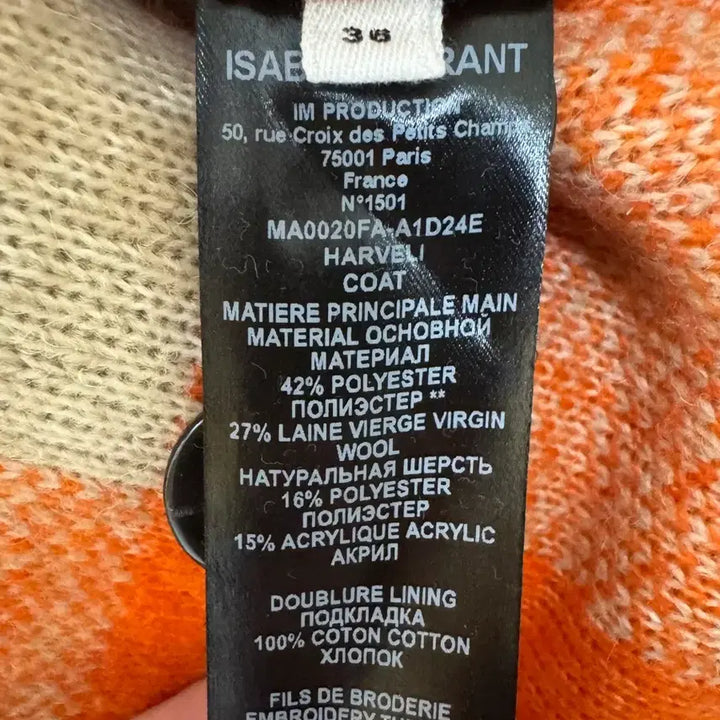 36
ISAB RANT
IM PRODUCTION
50, rue Croix des Petits Champs
75001 Paris
France
N°1501
MA0020FA-A1D24E
HARVELI
COAT
MATIERE PRINCIPALE MAIN
MATERIAL ОСНОВНОЙ
МАТЕРИАЛ
42% POLYESTER
ПОЛИЭСТЕР **
27% LAINE VIERGE VIRGIN
WOOL
НАТУРАЛЬНАЯ ШЕРСТЬ
16% POLYESTER
ПОЛИЭСТЕР
15% ACRYLIQUE ACRYLIC
АКРИЛ
DOUBLURE LINING
ПОДКЛАДКА
100% COTON COTTON
ХЛОПОК
FILS DE BRODERIE
EMBROIDERY